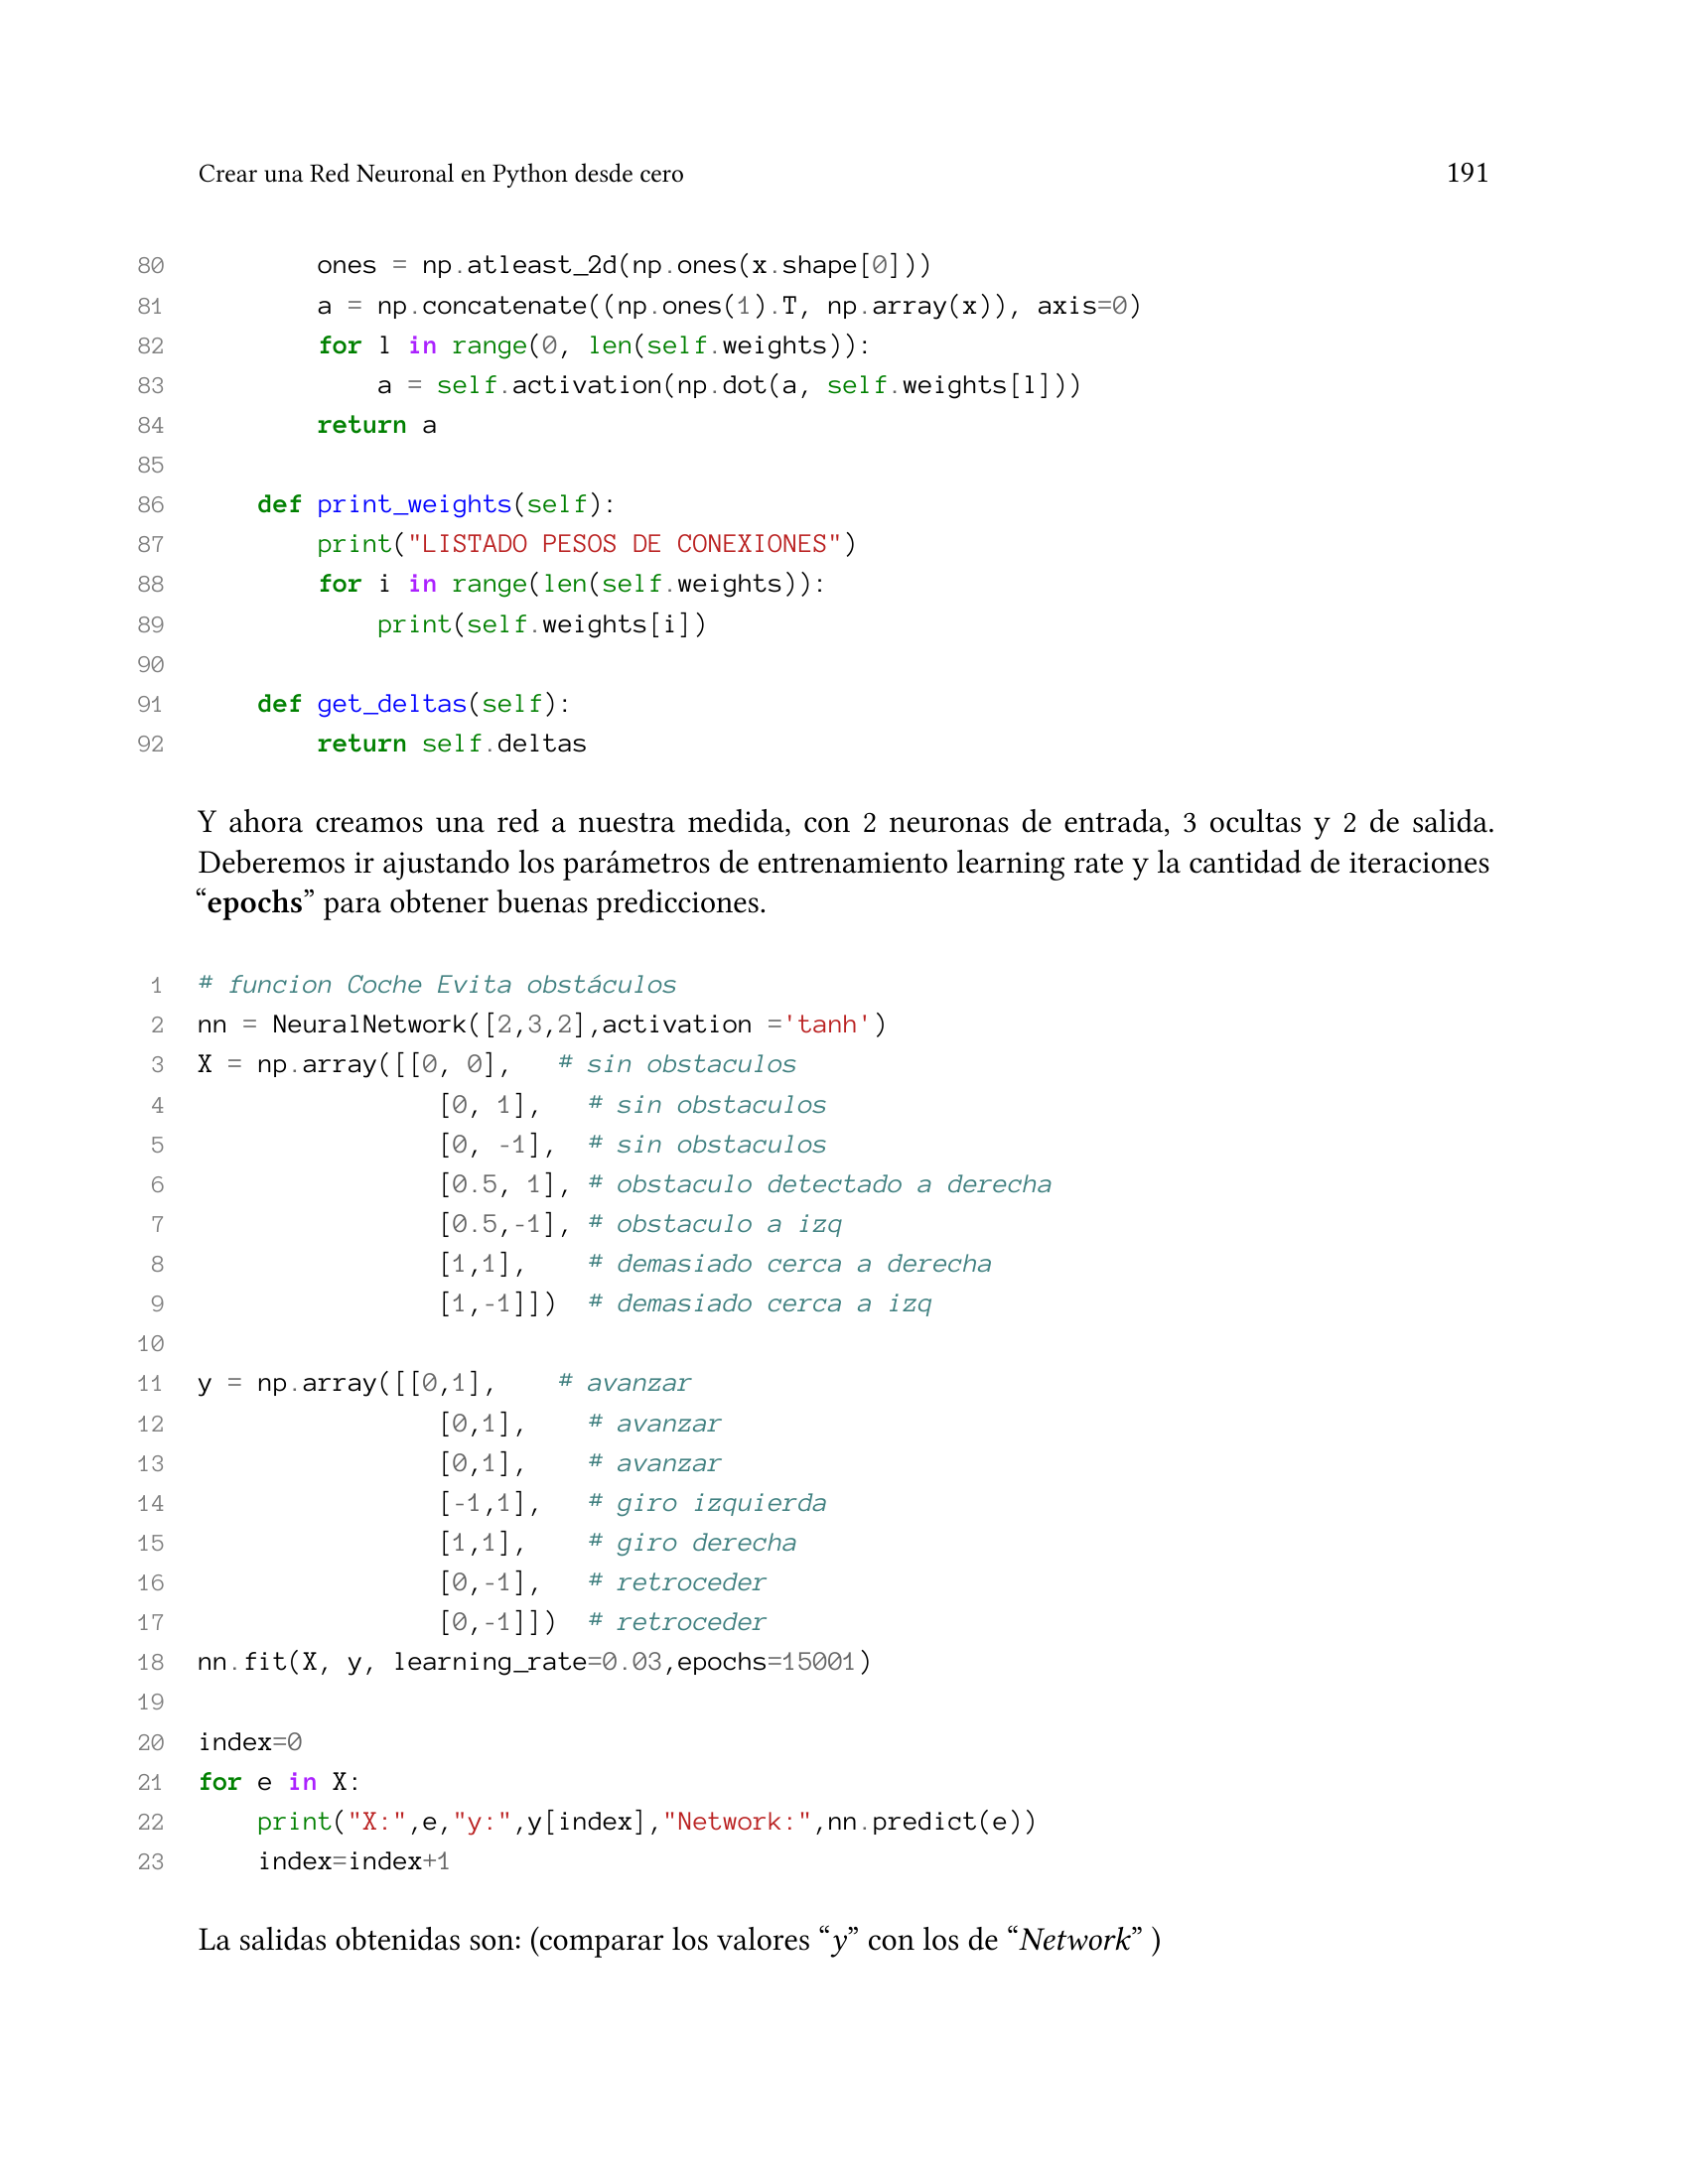 Crear una Red Neuronal en Python desde cero 191
80 ones = np.atleast_2d(np.ones(x.shape[0]))
81 a = np.concatenate((np.ones(1).T, np.array(x)), axis=0)
82 for l in range(0, len(self.weights)):
83 a = self.activation(np.dot(a, self.weights[l]))
84 return a
85
86 def print_weights(self):
87 print("LISTADO PESOS DE CONEXIONES")
88 for i in range(len(self.weights)):
89 print(self.weights[i])
90
91 def get_deltas(self):
92 return self.deltas
Y ahora creamos una red a nuestra medida, con 2 neuronas de entrada, 3 ocultas y 2 de salida.
Deberemos ir ajustando los parámetros de entrenamiento learning rate y la cantidad de iteraciones
“epochs” para obtener buenas predicciones.
1 # funcion Coche Evita obstáculos
2 nn = NeuralNetwork([2,3,2],activation ='tanh')
3 X = np.array([[0, 0], # sin obstaculos
4 [0, 1], # sin obstaculos
5 [0, -1], # sin obstaculos
6 [0.5, 1], # obstaculo detectado a derecha
7 [0.5,-1], # obstaculo a izq
8 [1,1], # demasiado cerca a derecha
9 [1,-1]]) # demasiado cerca a izq
10
11 y = np.array([[0,1], # avanzar
12 [0,1], # avanzar
13 [0,1], # avanzar
14 [-1,1], # giro izquierda
15 [1,1], # giro derecha
16 [0,-1], # retroceder
17 [0,-1]]) # retroceder
18 nn.fit(X, y, learning_rate=0.03,epochs=15001)
19
20 index=0
21 for e in X:
22 print("X:",e,"y:",y[index],"Network:",nn.predict(e))
23 index=index+1
La salidas obtenidas son: (comparar los valores “y” con los de “Network” )